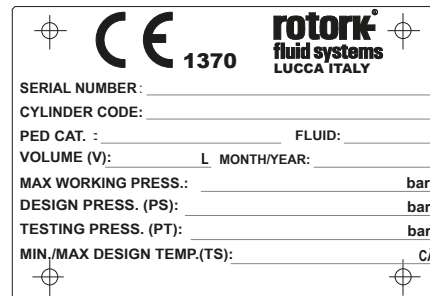 CE 1370
rotork®
fluid systems
LUCCA ITALY
SERIAL NUMBER:
CYLINDER CODE:
PED CAT. : FLUID:
VOLUME (V): L MONTH/YEAR:
MAX WORKING PRESS.: bar
DESIGN PRESS. (PS): bar
TESTING PRESS. (PT): bar
MIN./MAX DESIGN TEMP.(TS): C/